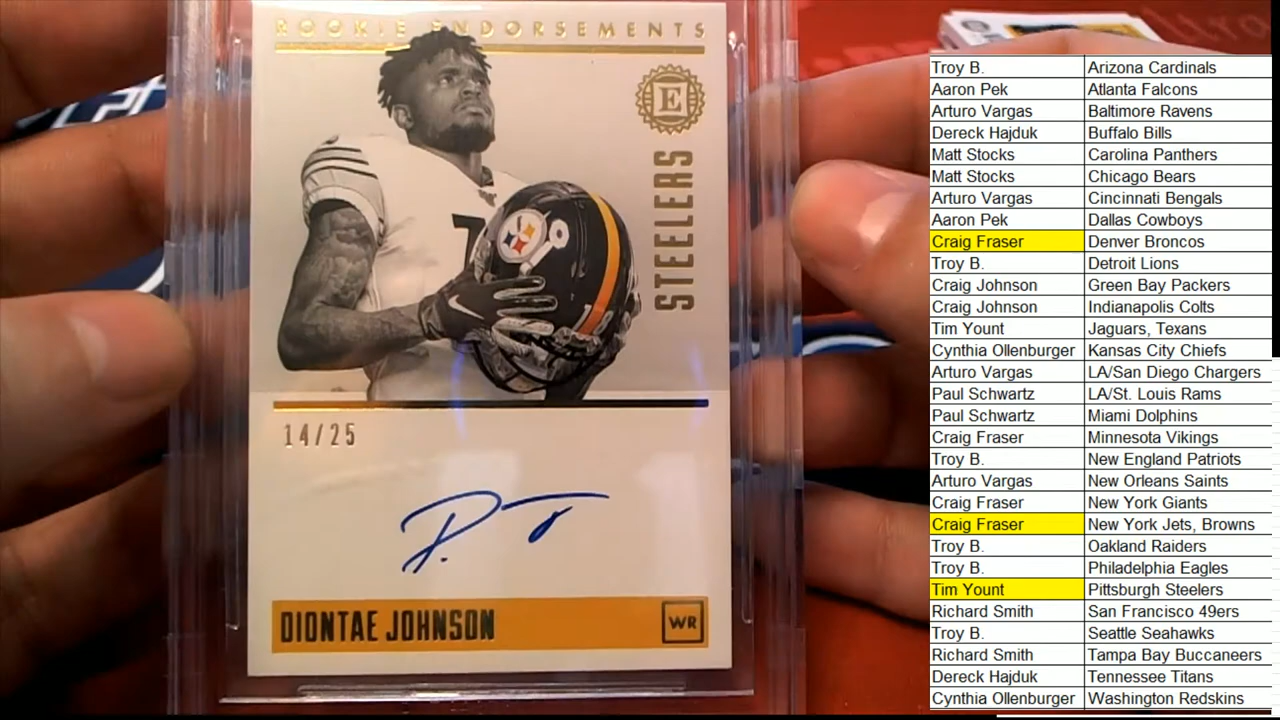 ROOKIE ENDORSEMENTS
E
STEELERS
14/25
DIONTAE JOHNSON
WR
Troy B. Arizona Cardinals
Aaron Pek Atlanta Falcons
Arturo Vargas Baltimore Ravens
Dereck Hajduk Buffalo Bills
Matt Stocks Carolina Panthers
Matt Stocks Chicago Bears
Arturo Vargas Cincinnati Bengals
Aaron Pek Dallas Cowboys
Craig Fraser Denver Broncos
Troy B. Detroit Lions
Craig Johnson Green Bay Packers
Craig Johnson Indianapolis Colts
Tim Yount Jaguars, Texans
Cynthia Ollenburger Kansas City Chiefs
Arturo Vargas LA/San Diego Chargers
Paul Schwartz LA/St. Louis Rams
Paul Schwartz Miami Dolphins
Craig Fraser Minnesota Vikings
Troy B. New England Patriots
Arturo Vargas New Orleans Saints
Craig Fraser New York Giants
Craig Fraser New York Jets, Browns
Troy B. Oakland Raiders
Troy B. Philadelphia Eagles
Tim Yount Pittsburgh Steelers
Richard Smith San Francisco 49ers
Troy B. Seattle Seahawks
Richard Smith Tampa Bay Buccaneers
Dereck Hajduk Tennessee Titans
Cynthia Ollenburger Washington Redskins